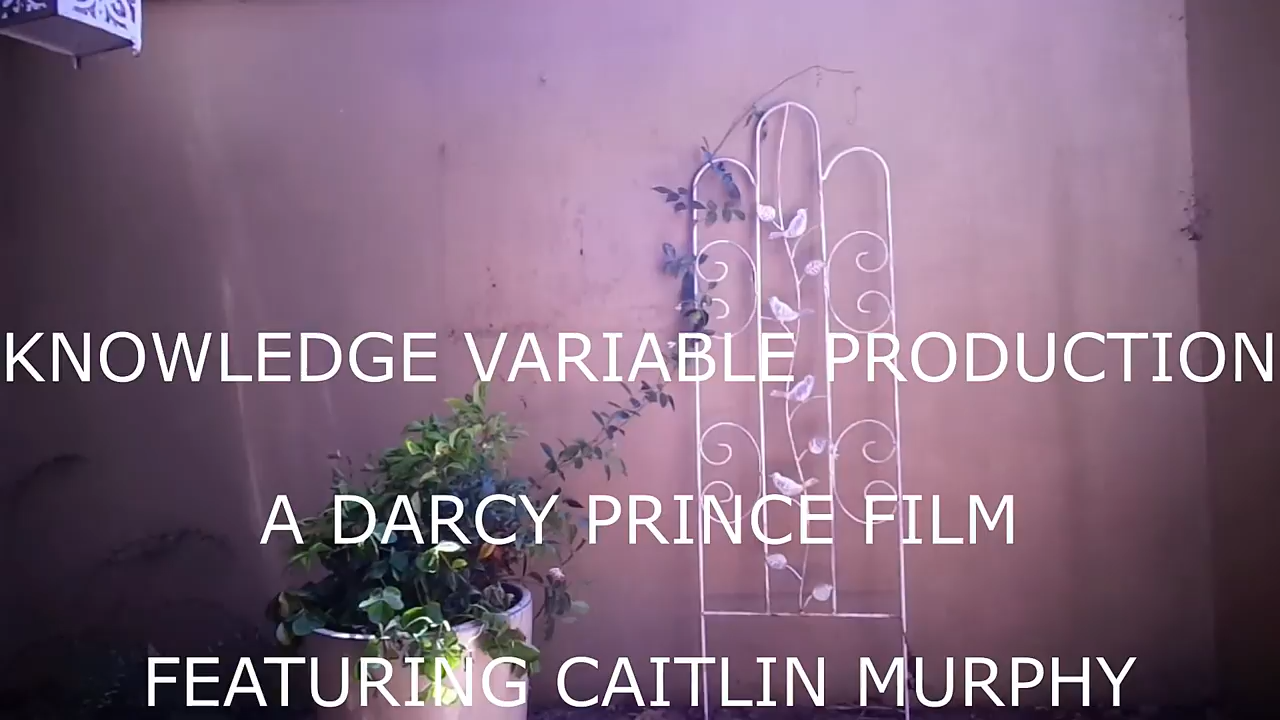 KNOWLEDGE VARIABLE PRODUCTION
A DARCY PRINCE FILM
FEATURING CAITLIN MURPHY